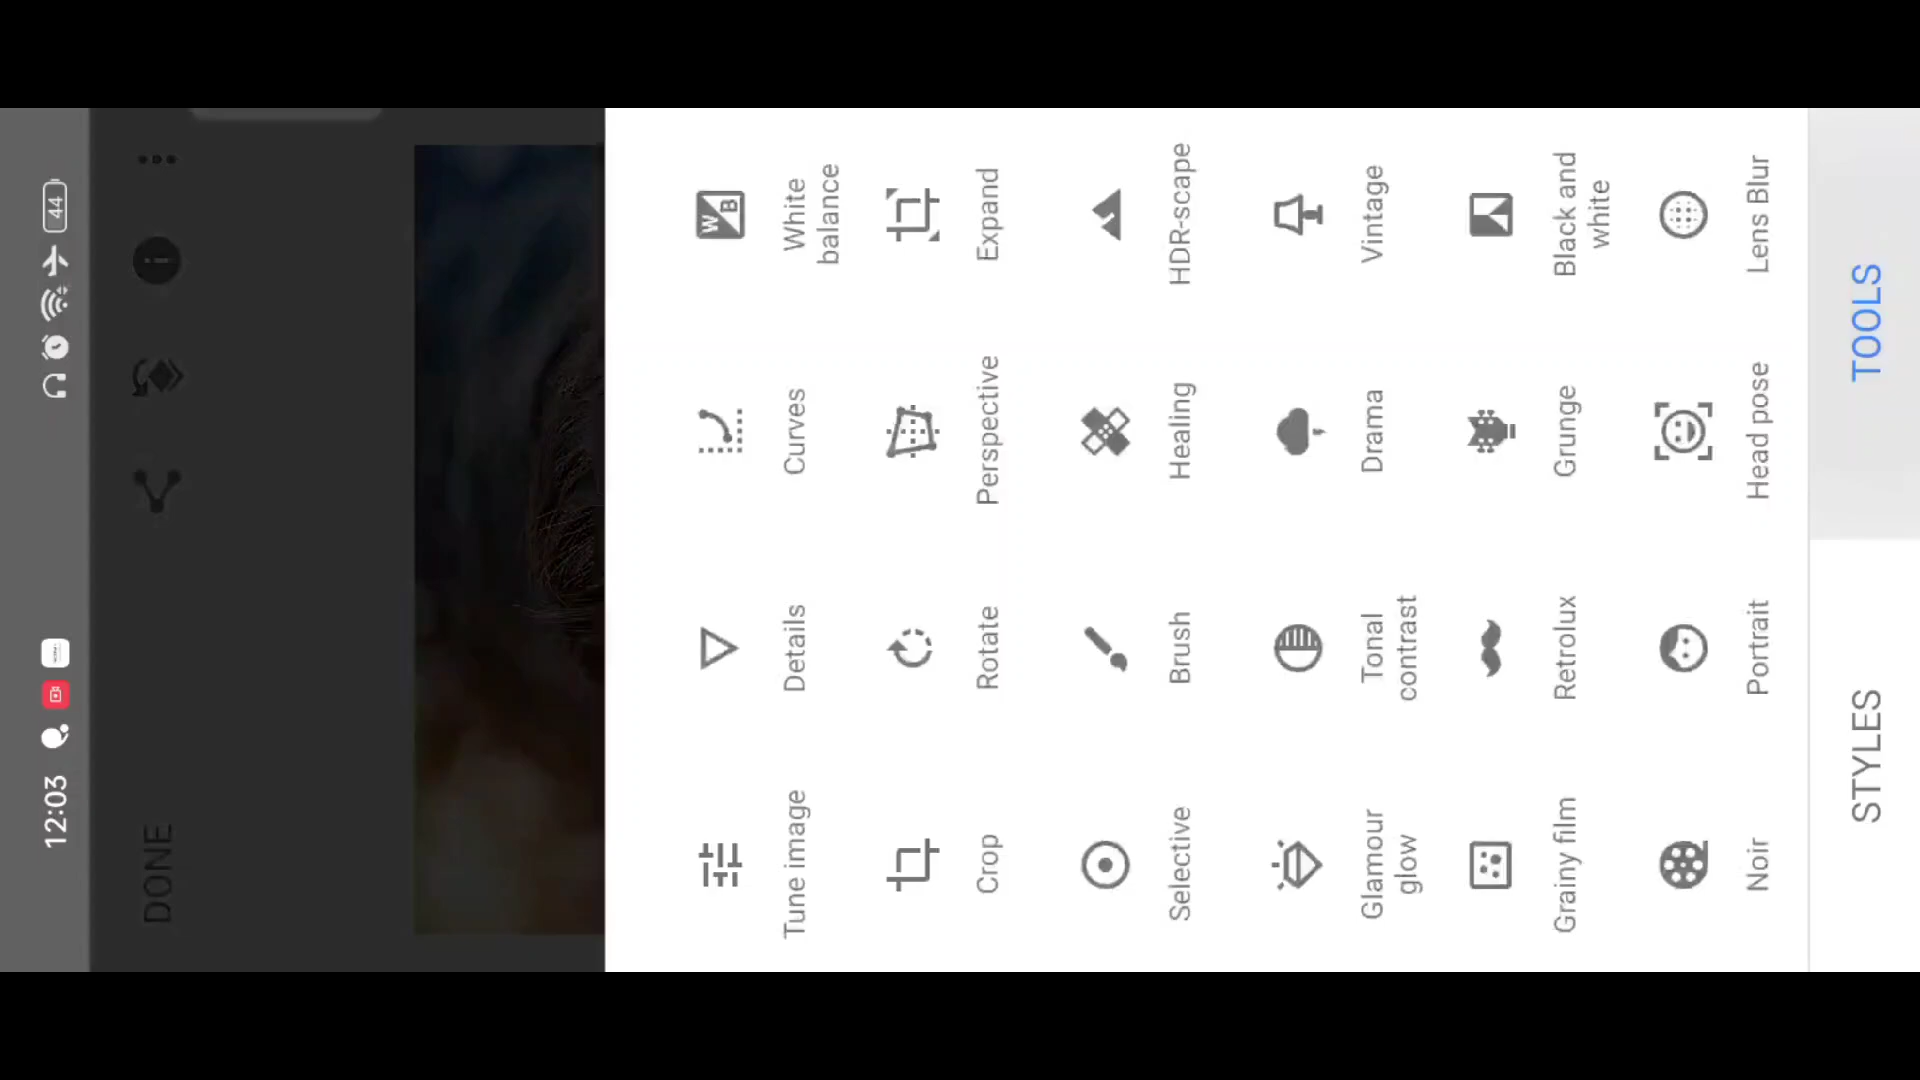 12:03
44
DONE
Tune image
Details
Curves
White
balance
Crop
Rotate
Perspective
Expand
Selective
Brush
Healing
HDR-scape
Glamour
glow
Tonal
contrast
Drama
Vintage
Grainy film
Retrolux
Grunge
Black and
white
Noir
Portrait
Head pose
Lens Blur
STYLES
TOOLS